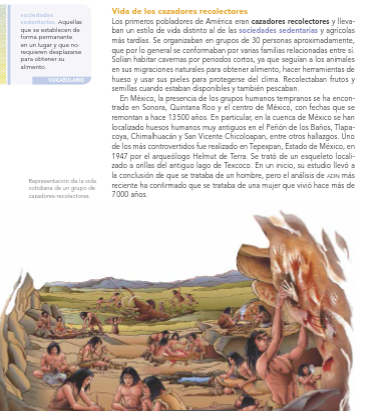 sociedades
sedentarias. Aquellas
que se establecen de
forma permanente
en un lugar y que no
requieren desplazarse
para obtener su
alimento.
VOCABULARIO
Vida de los cazadores recolectores
Los primeros pobladores de América eran cazadores recolectores y lleva-
ban un estilo de vida distinto al de las sociedades sedentarias y agrícolas
más tardías. Se organizaban en grupos de 30 personas aproximadamente,
que por lo general se conformaban por varias familias relacionadas entre sí.
Solían habitar cavernas por periodos cortos, ya que seguían a los animales
en sus migraciones naturales para obtener alimento, hacer herramientas de
hueso y usar sus pieles para protegerse del clima. Recolectaban frutos y
semillas cuando estaban disponibles y también pescaban.
En México, la presencia de los grupos humanos tempranos se ha encon-
trado en Sonora, Quintana Roo y el centro de México, con fechas que se
remontan a hace 13 500 años. En particular, en la cuenca de México se han
localizado huesos humanos muy antiguos en el Peñón de los Baños, Tlapa-
coya, Chimalhuacán y San Vicente Chicoloapan, entre otros hallazgos. Uno
de los más controvertidos fue realizado en Tepexpan, Estado de México, en
1947 por el arqueólogo Helmut de Terra. Se trató de un esqueleto locali-
zado a orillas del antiguo lago de Texcoco. En un inicio, su estudio llevó a
la conclusión de que se trataba de un hombre, pero el análisis de ADN más
reciente ha confirmado que se trataba de una mujer que vivió hace más de
7 000 años.
Representación de la vida
cotidiana de un grupo de
cazadores-recolectores.